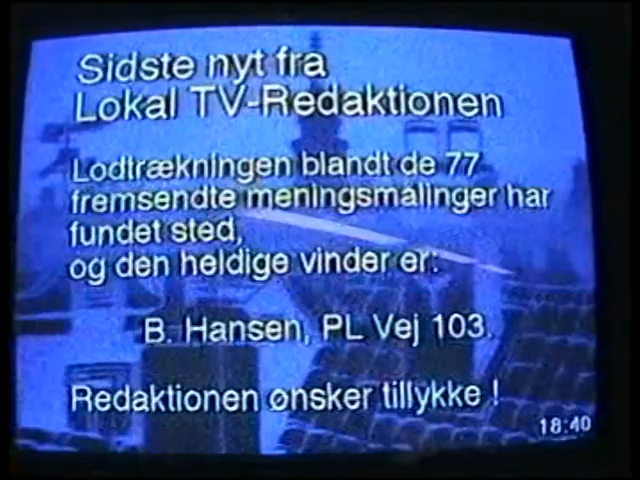 Sidste nyt fra
Lokal TV-Redaktionen
Lodtrækningen blandt de 77
fremsendte meningsmålinger har
fundet sted,
og den heldige vinder er:
B. Hansen, PL Vej 103.
Redaktionen ønsker tillykke !
18:40